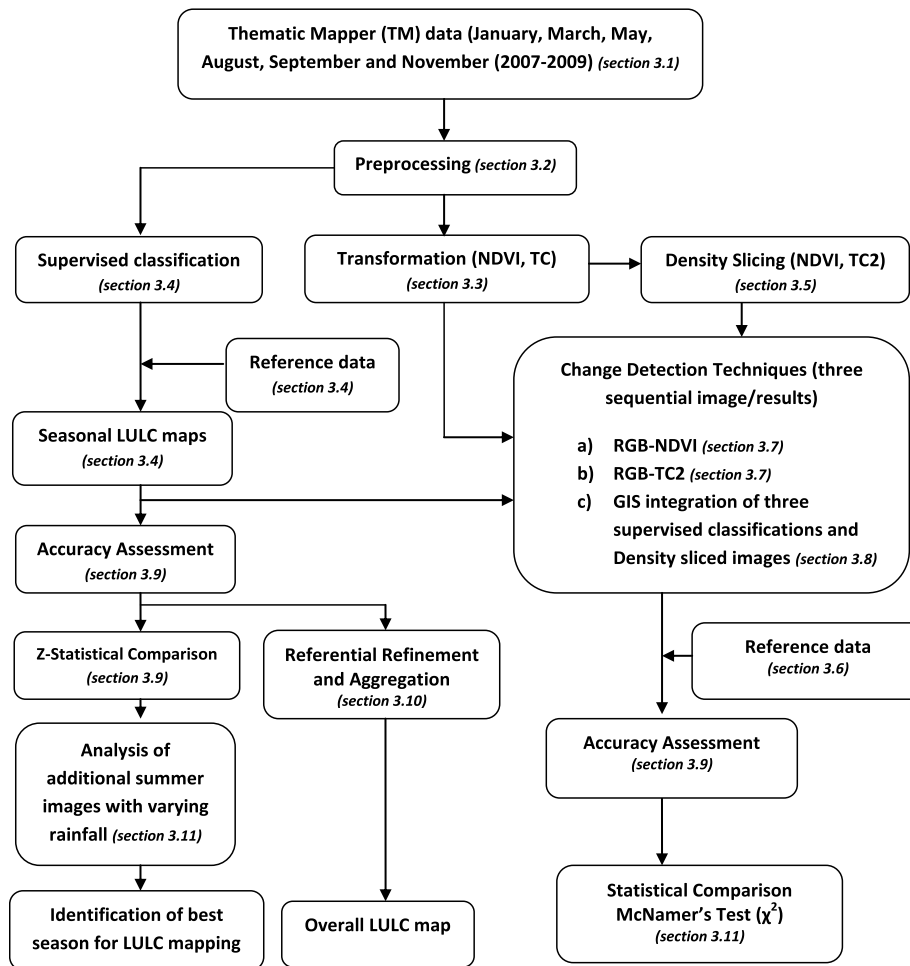 Thematic Mapper (TM) data (January, March, May,
August, September and November (2007-2009) (section 3.1)
Preprocessing (section 3.2)
Supervised classification
(section 3.4)
Transformation (NDVI, TC)
(section 3.3)
Density Slicing (NDVI, TC2)
(section 3.5)
Reference data
(section 3.4)
Change Detection Techniques (three
sequential image/results)
a) RGB-NDVI (section 3.7)
b) RGB-TC2 (section 3.7)
c) GIS integration of three
supervised classifications and
Density sliced images (section 3.8)
Seasonal LULC maps
(section 3.4)
Accuracy Assessment
(section 3.9)
Z-Statistical Comparison
(section 3.9)
Referential Refinement
and Aggregation
(section 3.10)
Reference data
(section 3.6)
Analysis of
additional summer
images with varying
rainfall (section 3.11)
Accuracy Assessment
(section 3.9)
Identification of best
season for LULC mapping
Overall LULC map
Statistical Comparison
McNamer's Test (χ²)
(section 3.11)